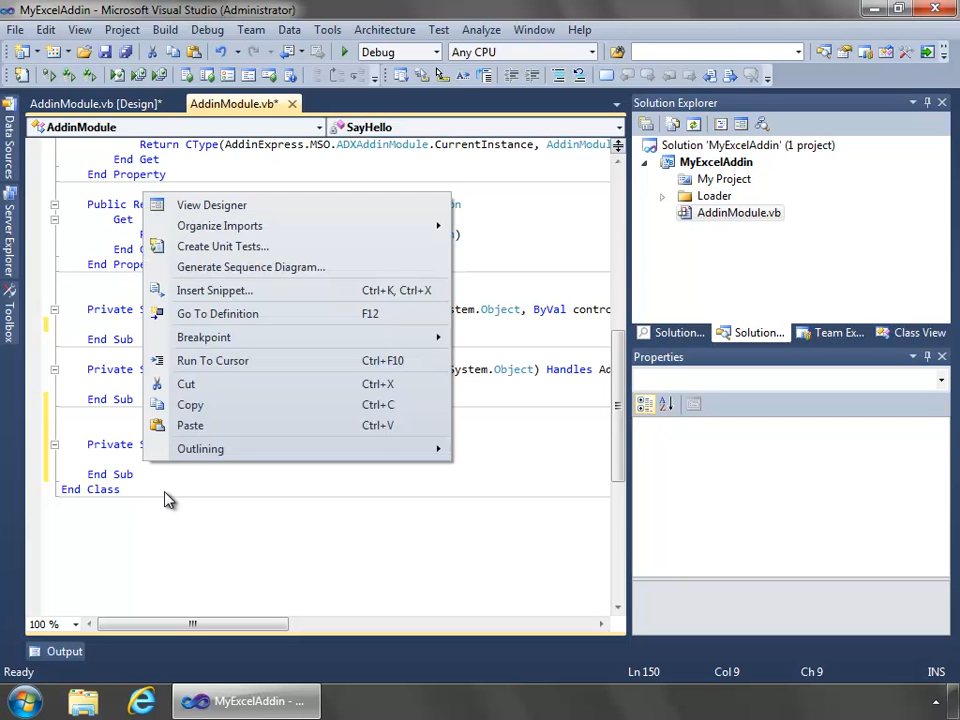 MyExcelAddin - Microsoft Visual Studio (Administrator)
File Edit View Project Build Debug Team Data Tools Architecture Test Analyze Window Help
Debug Any CPU
AddinModule.vb [Design]* AddinModule.vb*
AddinModule SayHello
Return CType(AddinExpress.MSO.ADXAddinModule.CurrentInstance, AddinModul
End Get
End Property
Public Re
Get
End Prope
Private S
stem.Object, ByVal contro
End Sub
Private S
System.Object) Handles Ad
End Sub
Private S
End Sub
End Class
View Designer
Organize Imports
Create Unit Tests...
Generate Sequence Diagram...
Insert Snippet... Ctrl+K, Ctrl+X
Go To Definition F12
Breakpoint
Run To Cursor Ctrl+F10
Cut Ctrl+X
Copy Ctrl+C
Paste Ctrl+V
Outlining
100 %
Data Sources
Server Explorer
Toolbox
Solution Explorer
Solution 'MyExcelAddin' (1 project)
MyExcelAddin
My Project
Loader
AddinModule.vb
Solution... Solution... Team Ex... Class View
Properties
Output
Ready Ln 150 Col 9 Ch 9 INS
MyExcelAddin - ...